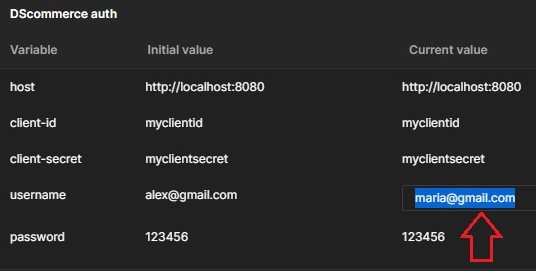 DScommerce auth
Variable Initial value Current value
host http://localhost:8080 http://localhost:8080
client-id myclientid myclientid
client-secret myclientsecret myclientsecret
username alex@gmail.com maria@gmail.com
password 123456 123456